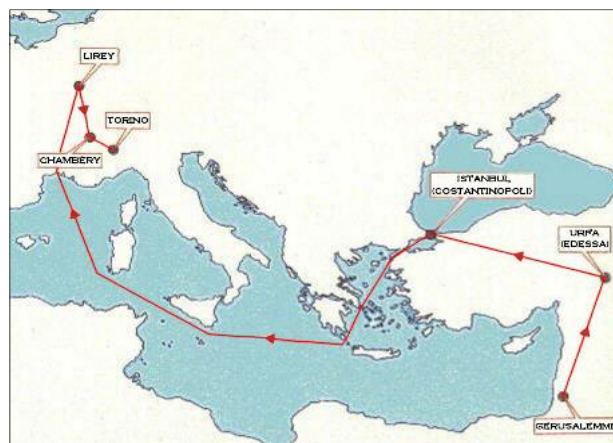 LIREY
TORINO
CHAMBERY
ISTANBUL
(COSTANTINOPOLI)
URFA
(EDESSA)
GERUSALEMME